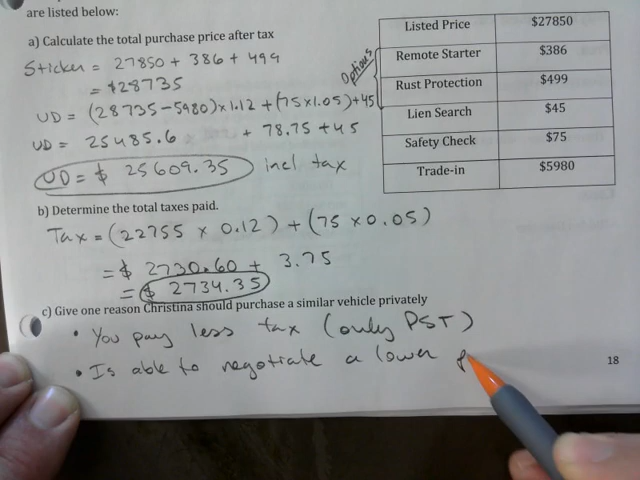 are listed below:
a) Calculate the total purchase price after tax
Sticker = 27850 + 386 + 499
= $28735
UD = (28735-5980)x1.12 + (75x1.05)+45
UD = 25485.6 + 78.75 + 45
UD = $ 25609.35 incl tax
Options
Listed Price $27850
Remote Starter $386
Rust Protection $499
Lien Search $45
Safety Check $75
Trade-in $5980
b) Determine the total taxes paid.
Tax = (22755 x 0.12) + (75 x 0.05)
= $ 2730.60 + 3.75
= $ 2734.35
c) Give one reason Christina should purchase a similar vehicle privately
• You pay less tax (only PST)
• Is able to negotiate a lower p
18